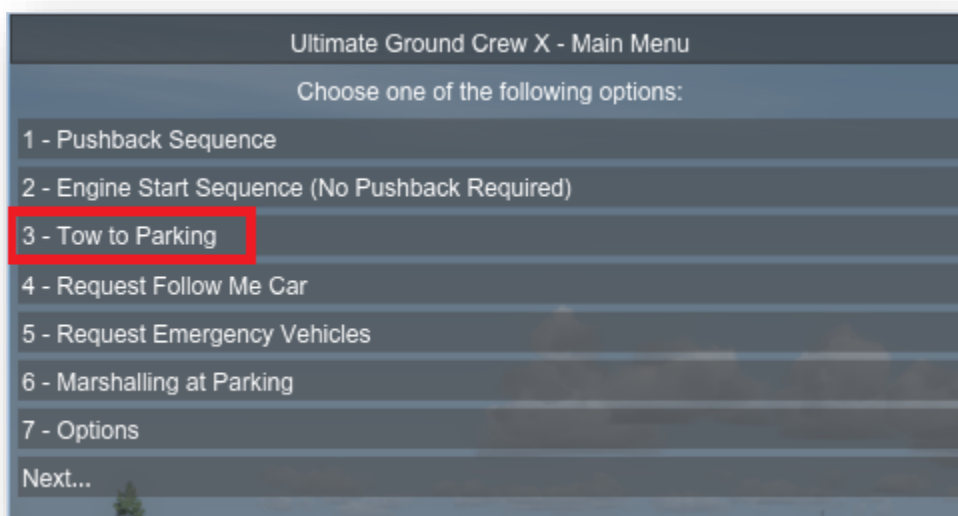 Ultimate Ground Crew X - Main Menu
Choose one of the following options:
1 - Pushback Sequence
2 - Engine Start Sequence (No Pushback Required)
3 - Tow to Parking
4 - Request Follow Me Car
5 - Request Emergency Vehicles
6 - Marshalling at Parking
7 - Options
Next...